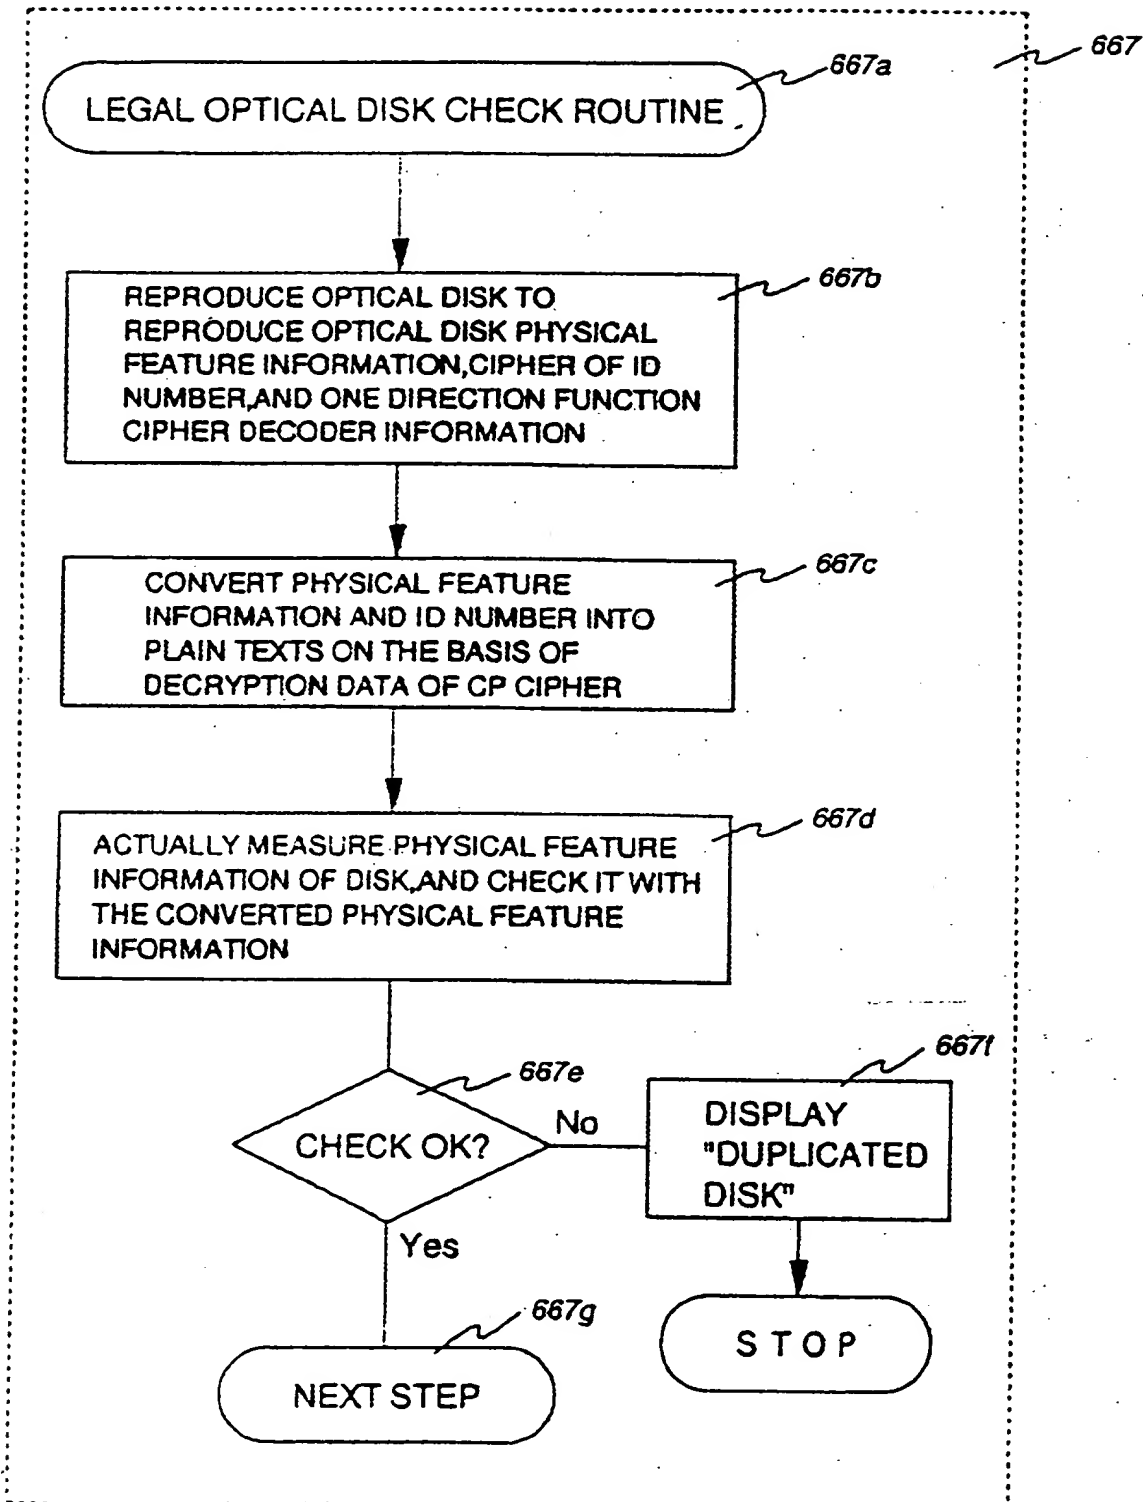 667
667a
LEGAL OPTICAL DISK CHECK ROUTINE
667b
REPRODUCE OPTICAL DISK TO
REPRODUCE OPTICAL DISK PHYSICAL
FEATURE INFORMATION,CIPHER OF ID
NUMBER,AND ONE DIRECTION FUNCTION
CIPHER DECODER INFORMATION
667c
CONVERT PHYSICAL FEATURE
INFORMATION AND ID NUMBER INTO
PLAIN TEXTS ON THE BASIS OF
DECRYPTION DATA OF CP CIPHER
667d
ACTUALLY MEASURE PHYSICAL FEATURE
INFORMATION OF DISK,AND CHECK IT WITH
THE CONVERTED PHYSICAL FEATURE
INFORMATION
667e
CHECK OK?
No
667f
DISPLAY
"DUPLICATED
DISK"
Yes
STOP
667g
NEXT STEP